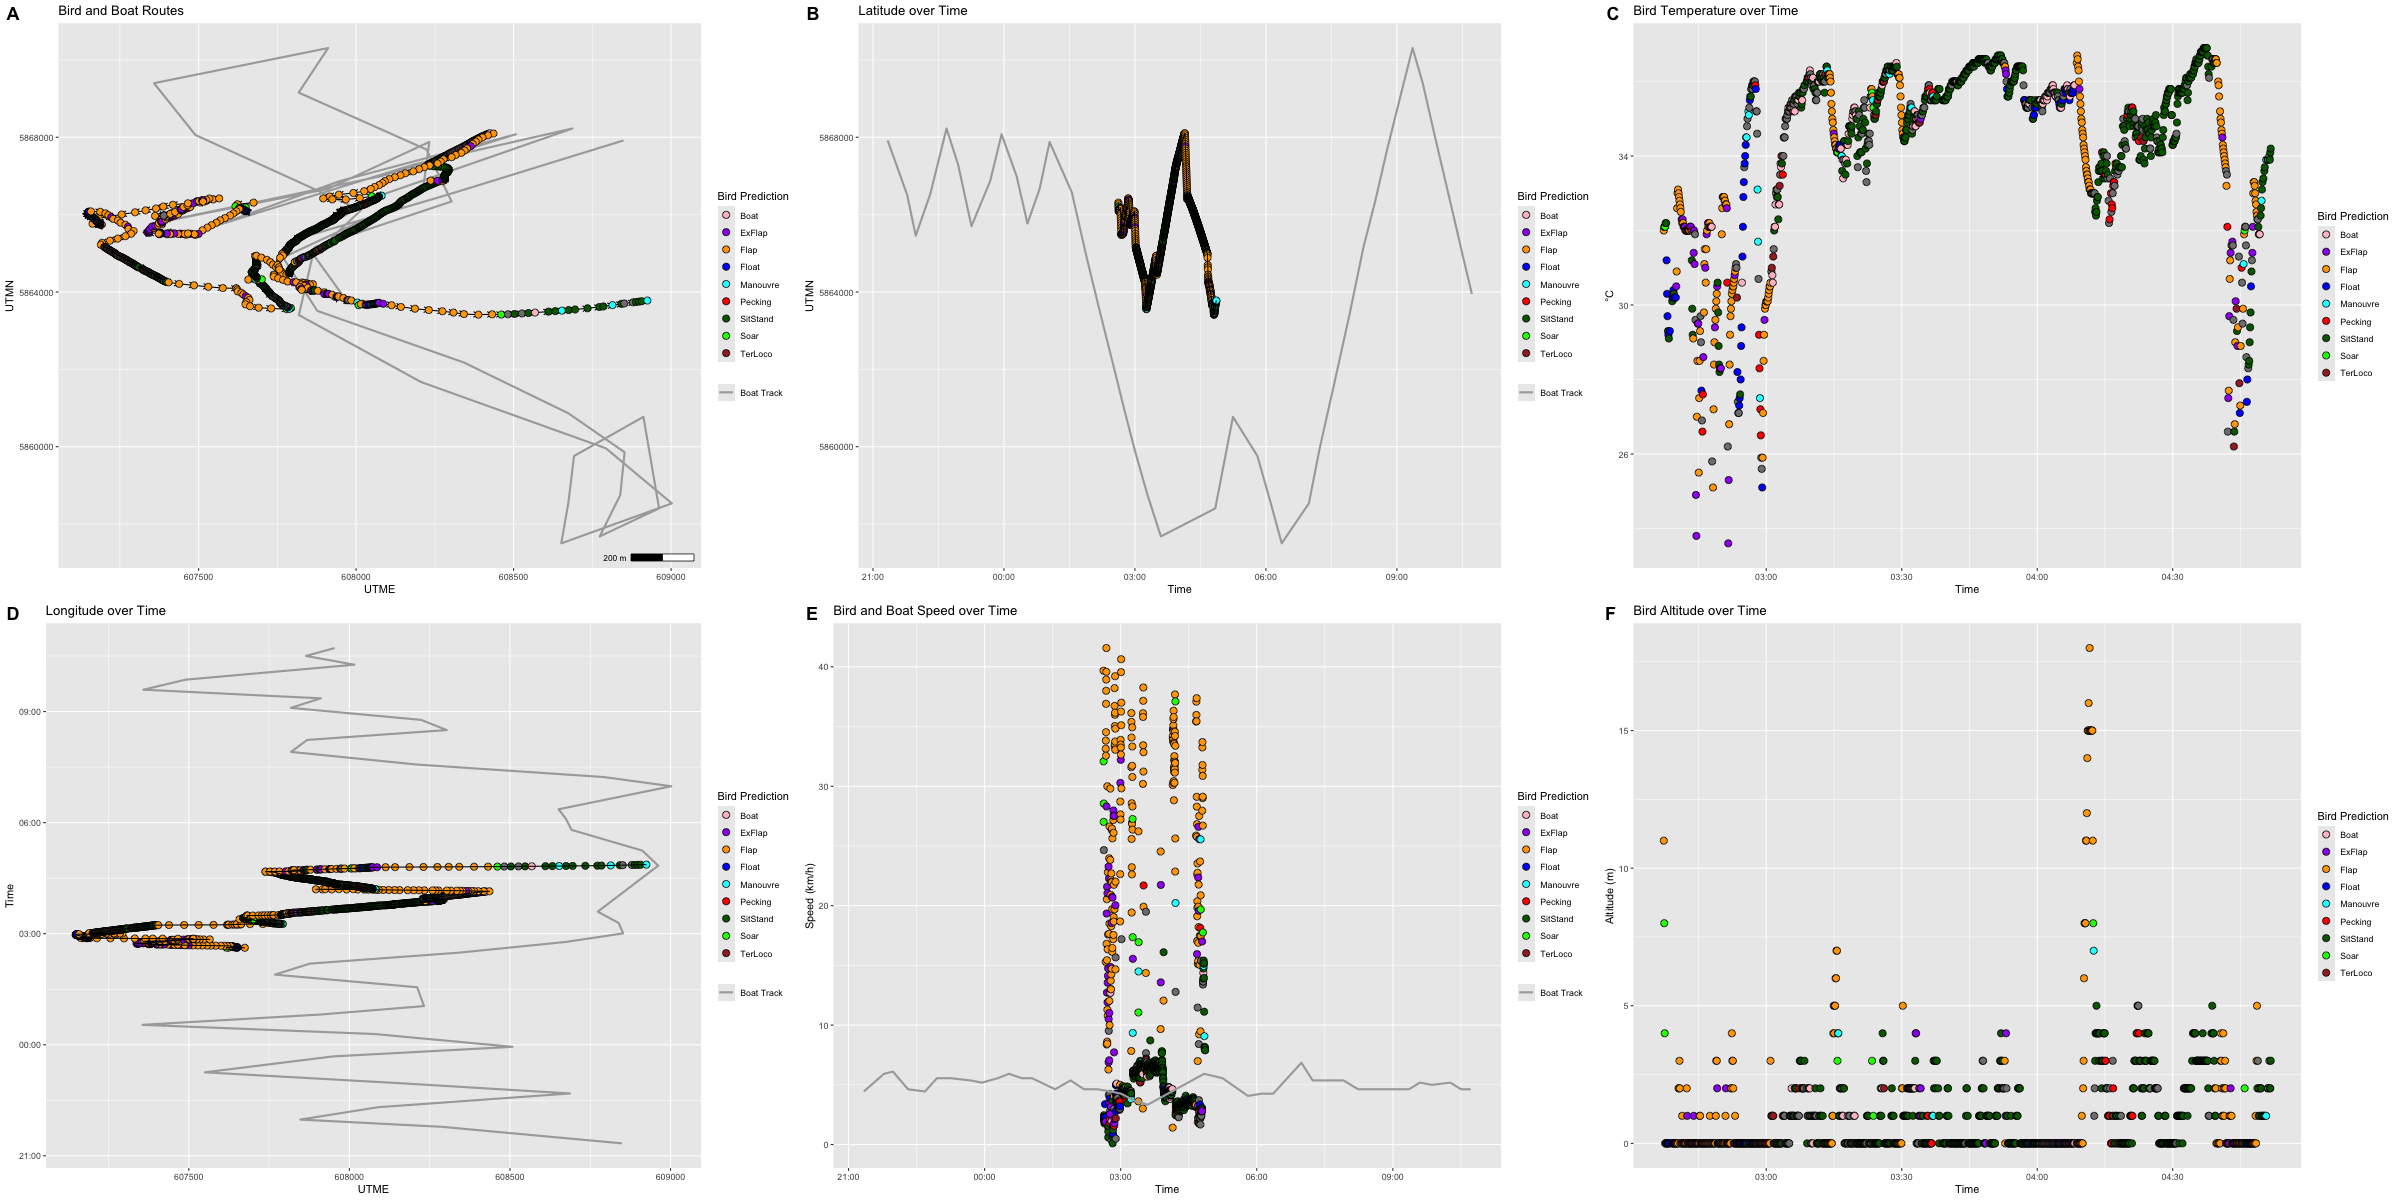 A
Bird and Boat Routes
5868000
5864000
5860000
UTMN
607500
608000
608500
609000
UTME
200 m
Bird Prediction
Boat
ExFlap
Flap
Float
Manouvre
Pecking
SitStand
Soar
TerLoco
Boat Track
B
Latitude over Time
5868000
5864000
5860000
UTMN
21:00
00:00
03:00
06:00
09:00
Time
Bird Prediction
Boat
ExFlap
Flap
Float
Manouvre
Pecking
SitStand
Soar
TerLoco
Boat Track
C
Bird Temperature over Time
34
30
26
°C
03:00
03:30
04:00
04:30
Time
Bird Prediction
Boat
ExFlap
Flap
Float
Manouvre
Pecking
SitStand
Soar
TerLoco
D
Longitude over Time
09:00
06:00
03:00
00:00
21:00
Time
607500
608000
608500
609000
UTME
Bird Prediction
Boat
ExFlap
Flap
Float
Manouvre
Pecking
SitStand
Soar
TerLoco
Boat Track
E
Bird and Boat Speed over Time
40
30
20
10
0
Speed (km/h)
21:00
00:00
03:00
06:00
09:00
Time
Bird Prediction
Boat
ExFlap
Flap
Float
Manouvre
Pecking
SitStand
Soar
TerLoco
Boat Track
F
Bird Altitude over Time
15
10
5
0
Altitude (m)
03:00
03:30
04:00
04:30
Time
Bird Prediction
Boat
ExFlap
Flap
Float
Manouvre
Pecking
SitStand
Soar
TerLoco